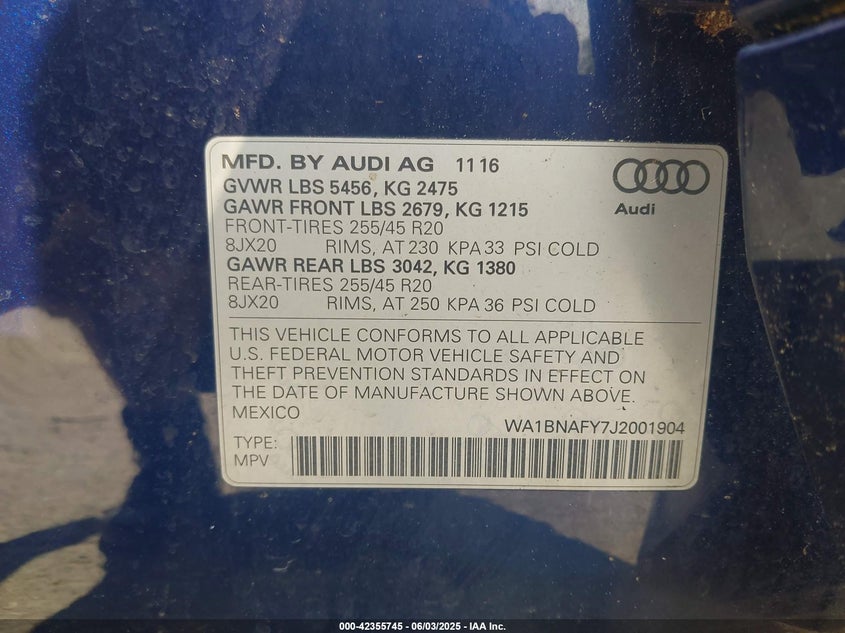 MFD. BY AUDI AG 11 16
GVWR LBS 5456, KG 2475
GAWR FRONT LBS 2679, KG 1215
FRONT-TIRES 255/45 R20
8JX20 RIMS, AT 230 KPA 33 PSI COLD
GAWR REAR LBS 3042, KG 1380
REAR-TIRES 255/45 R20
8JX20 RIMS, AT 250 KPA 36 PSI COLD
Audi
THIS VEHICLE CONFORMS TO ALL APPLICABLE
U.S. FEDERAL MOTOR VEHICLE SAFETY AND
THEFT PREVENTION STANDARDS IN EFFECT ON
THE DATE OF MANUFACTURE SHOWN ABOVE.
MEXICO
WA1BNAFY7J2001904
TYPE:
MPV
000-42355745 - 06/03/2025 - IAA Inc.